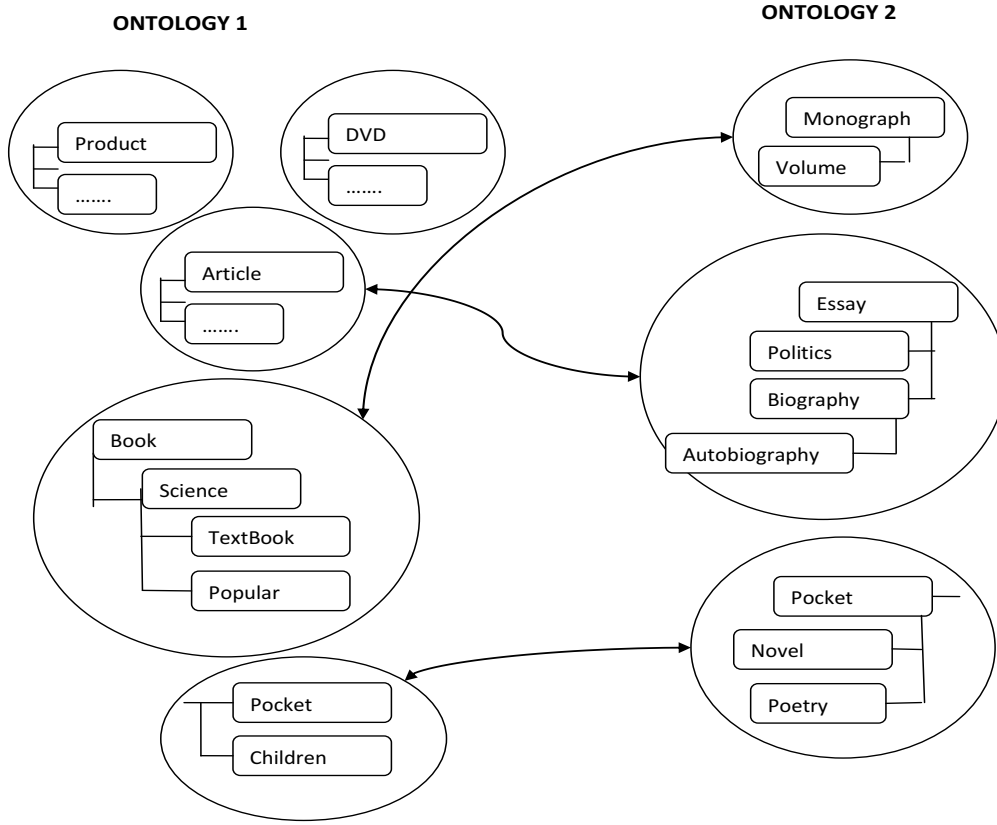 ONTOLOGY 1
Product
.......
DVD
.......
Article
.......
Book
Science
TextBook
Popular
Pocket
Children
ONTOLOGY 2
Monograph
Volume
Essay
Politics
Biography
Autobiography
Pocket
Novel
Poetry